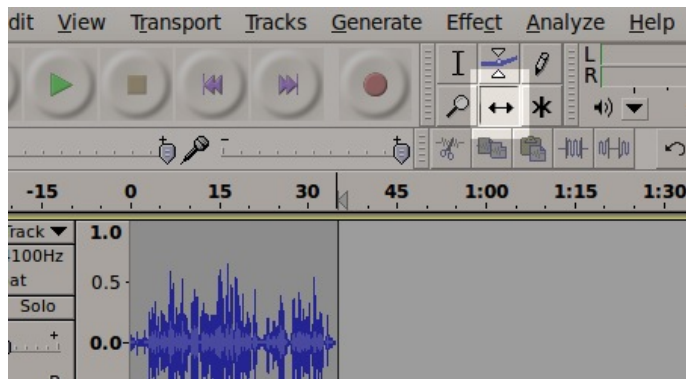 dit View Transport Tracks Generate Effect Analyze Help
L
R
-15 0 15 30 45 1:00 1:15 1:30
Track 1.0
4100Hz
at 0.5
Solo
- +
0.0